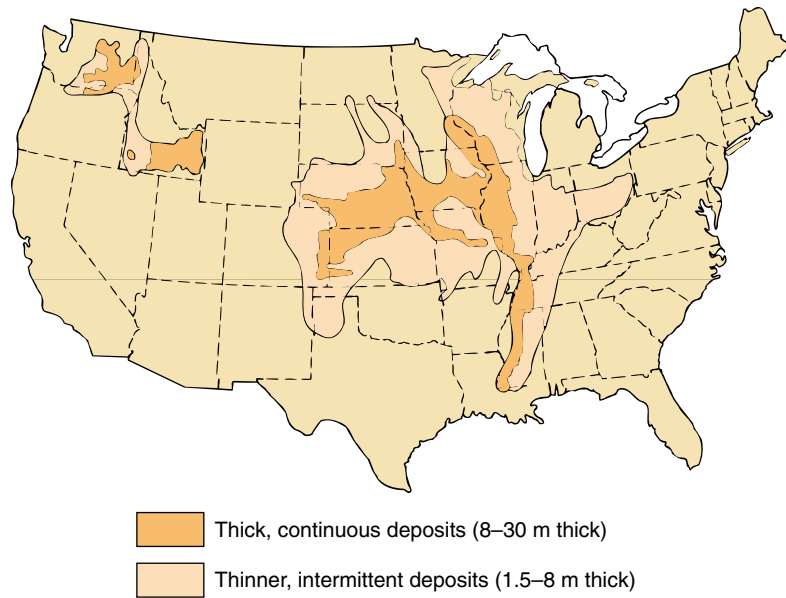 Thick, continuous deposits (8–30 m thick)
Thinner, intermittent deposits (1.5–8 m thick)